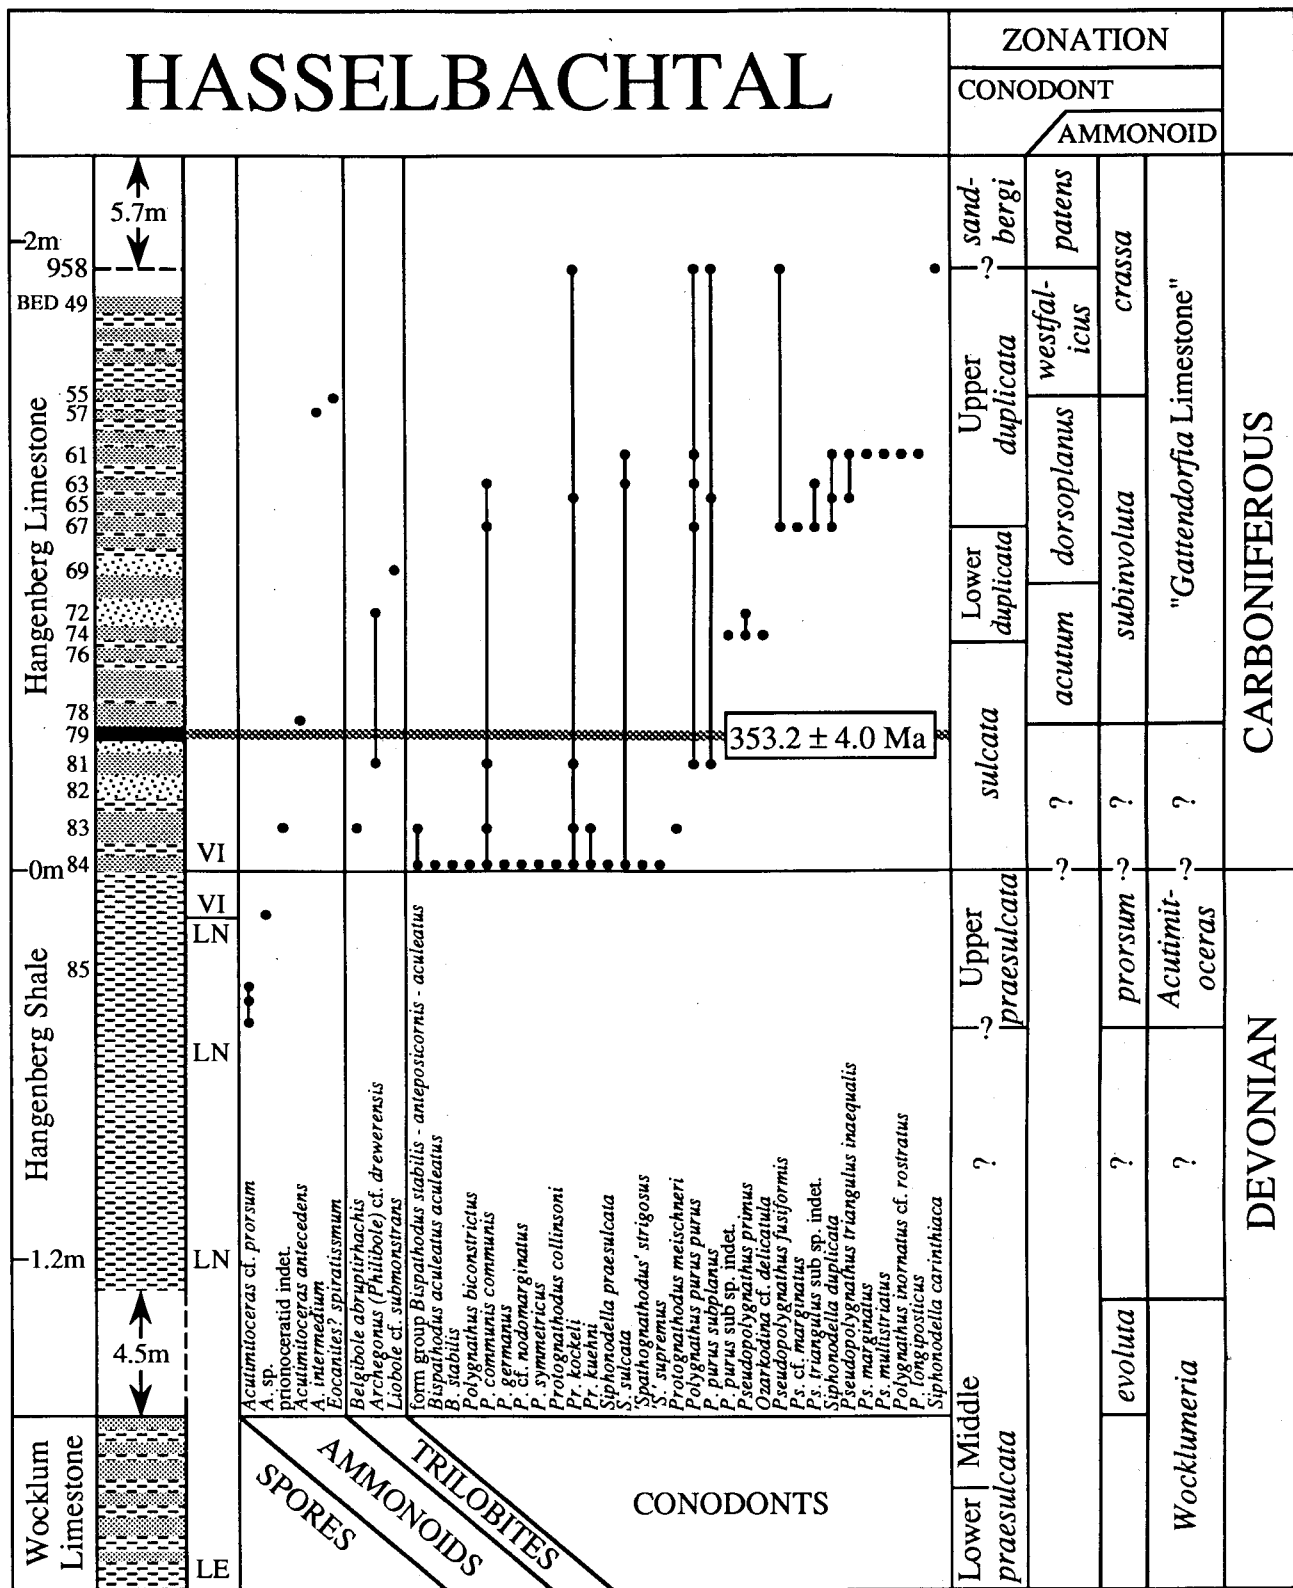 HASSELBACHTAL
ZONATION
CONODONT
AMMONOID
5.7m
2m
958
BED 49
55
57
61
63
65
67
69
72
74
76
78
79
81
82
83
84
0m
85
1.2m
4.5m
Hangenberg Limestone
Hangenberg Shale
Wocklum
Limestone
VI
VI
LN
LN
LN
LE
353.2 ± 4.0 Ma
Acutimitoceras cf. prorsum
A. sp.
prionoceratid indet.
Acutimitoceras antecedens
A. intermedium
Eocanites? spiratissmum
Belgibole abruptirhachis
Archegonus (Philibole) cf. drewerensis
Liobole cf. submonstrans
form group Bispathodus stabilis - anteposicornis - aculeatus
Bispathodus aculeatus aculeatus
B. stabilis
Polygnathus biconstrictus
P. communis communis
P. germanus
P. cf. nodomarginatus
P. symmetricus
Protognathodus collinsoni
Pr. kockeli
Pr. kuehni
Siphonodella praesulcata
S. sulcata
'Spathognathodus' strigosus
'S.' supremus
Protognathodus meischneri
Polygnathus purus purus
P. purus subplanus
P. purus sub sp. indet.
Pseudopolygnathus primus
Ozarkodina cf. delicatula
Pseudopolygnathus fusiformis
Ps. cf. marginatus
Ps. triangulus sub sp. indet.
Siphonodella duplicata
Pseudopolygnathus triangulus inaequalis
Ps. marginatus
Ps. multistriatus
Polygnathus inornatus cf. rostratus
P. longiposticus
Siphonodella carinthiaca
SPORES
AMMONOIDS
TRILOBITES
CONODONTS
sand-
bergi
?
Upper
duplicata
Lower
duplicata
sulcata
Upper
praesulcata
?
?
Middle
Lower
praesulcata
patens
westfal-
icus
dorsoplanus
acutum
?
?
crassa
subinvoluta
?
?
prorsum
?
evoluta
"Gattendorfia Limestone"
?
?
Acutimit-
oceras
?
Wocklumeria
CARBONIFEROUS
DEVONIAN